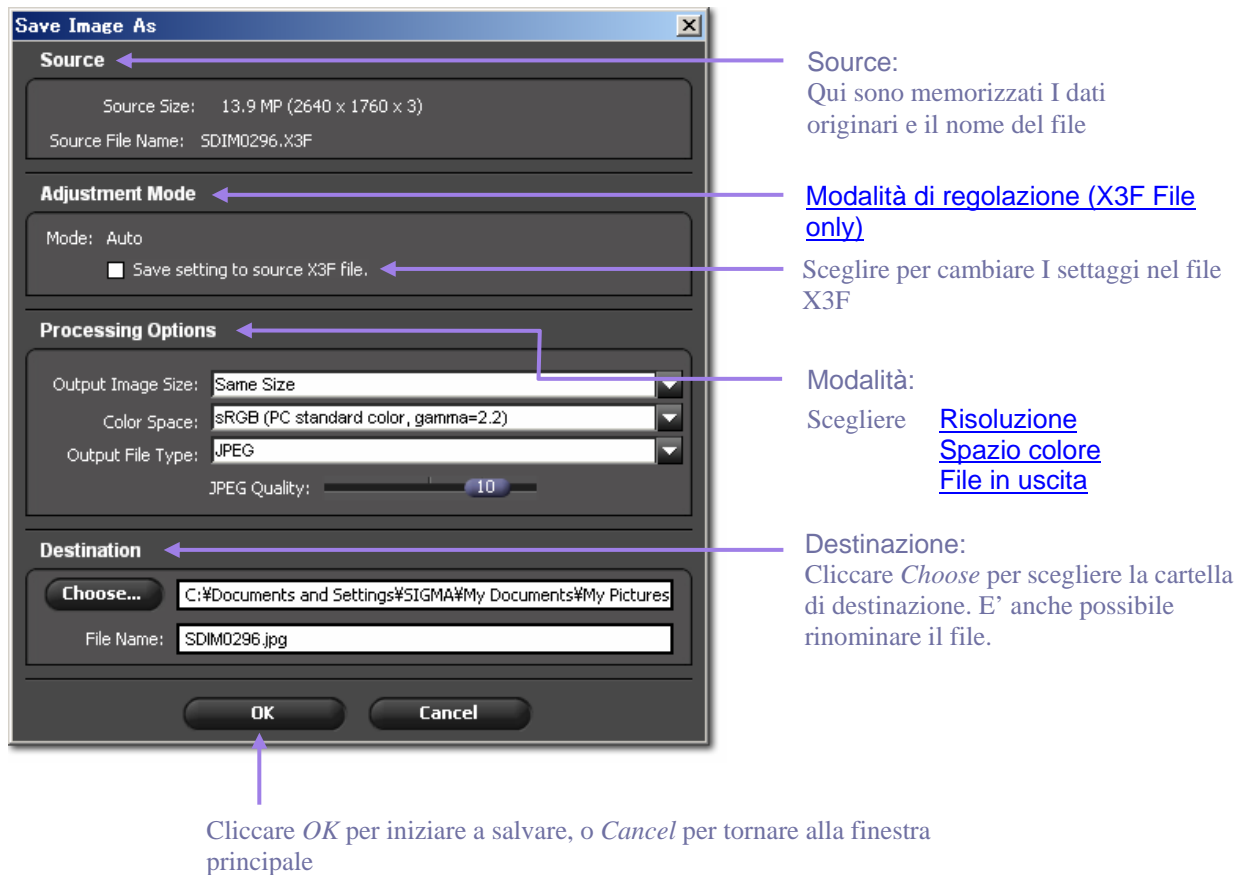 Save Image As
Source
Source Size: 13.9 MP (2640 x 1760 x 3)
Source File Name: SDIM0296.X3F
Adjustment Mode
Mode: Auto
Save setting to source X3F file.
Processing Options
Output Image Size: Same Size
Color Space: sRGB (PC standard color, gamma=2.2)
Output File Type: JPEG
JPEG Quality: 10
Destination
Choose... C:¥Documents and Settings¥SIGMA¥My Documents¥My Pictures
File Name: SDIM0296.jpg
OK Cancel
Source:
Qui sono memorizzati I dati
originari e il nome del file
Modalità di regolazione (X3F File
only)
Sceglire per cambiare I settaggi nel file
X3F
Modalità:
Scegliere Risoluzione
Spazio colore
File in uscita
Destinazione:
Cliccare Choose per scegliere la cartella
di destinazione. E’ anche possibile
rinominare il file.
Cliccare OK per iniziare a salvare, o Cancel per tornare alla finestra
principale